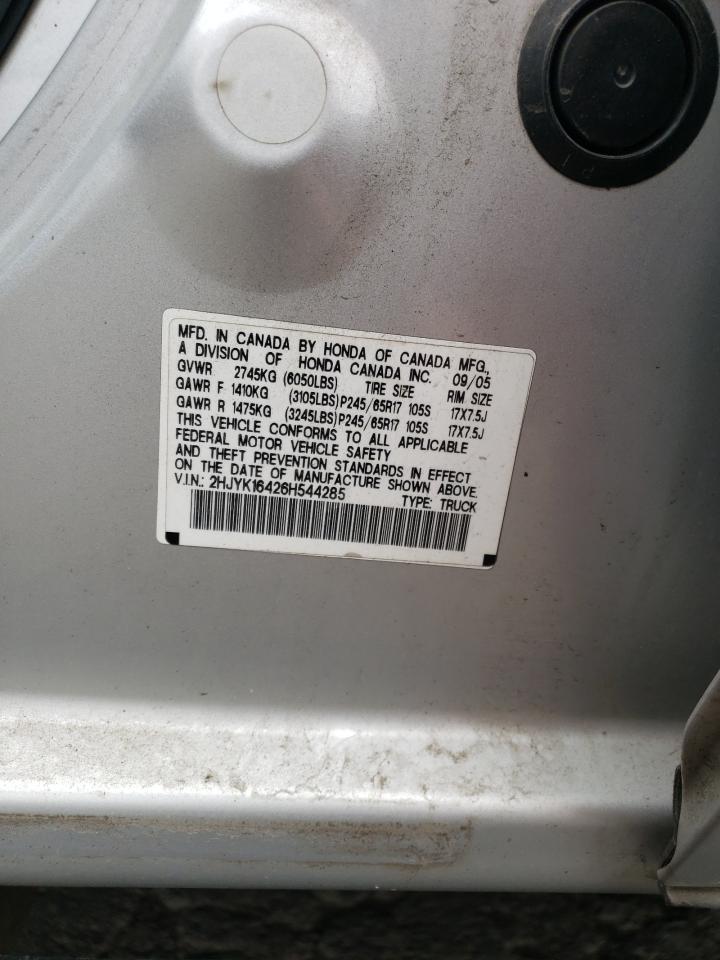 MFD. IN CANADA BY HONDA OF CANADA MFG.,
A DIVISION OF HONDA CANADA INC. 09/05
GVWR 2745KG (6050LBS) TIRE SIZE RIM SIZE
GAWR F 1410KG (3105LBS) P245/65R17 105S 17X7.5J
GAWR R 1475KG (3245LBS) P245/65R17 105S 17X7.5J
THIS VEHICLE CONFORMS TO ALL APPLICABLE
FEDERAL MOTOR VEHICLE SAFETY
AND THEFT PREVENTION STANDARDS IN EFFECT
ON THE DATE OF MANUFACTURE SHOWN ABOVE.
V.I.N.: 2HJYK16426H544285 TYPE: TRUCK